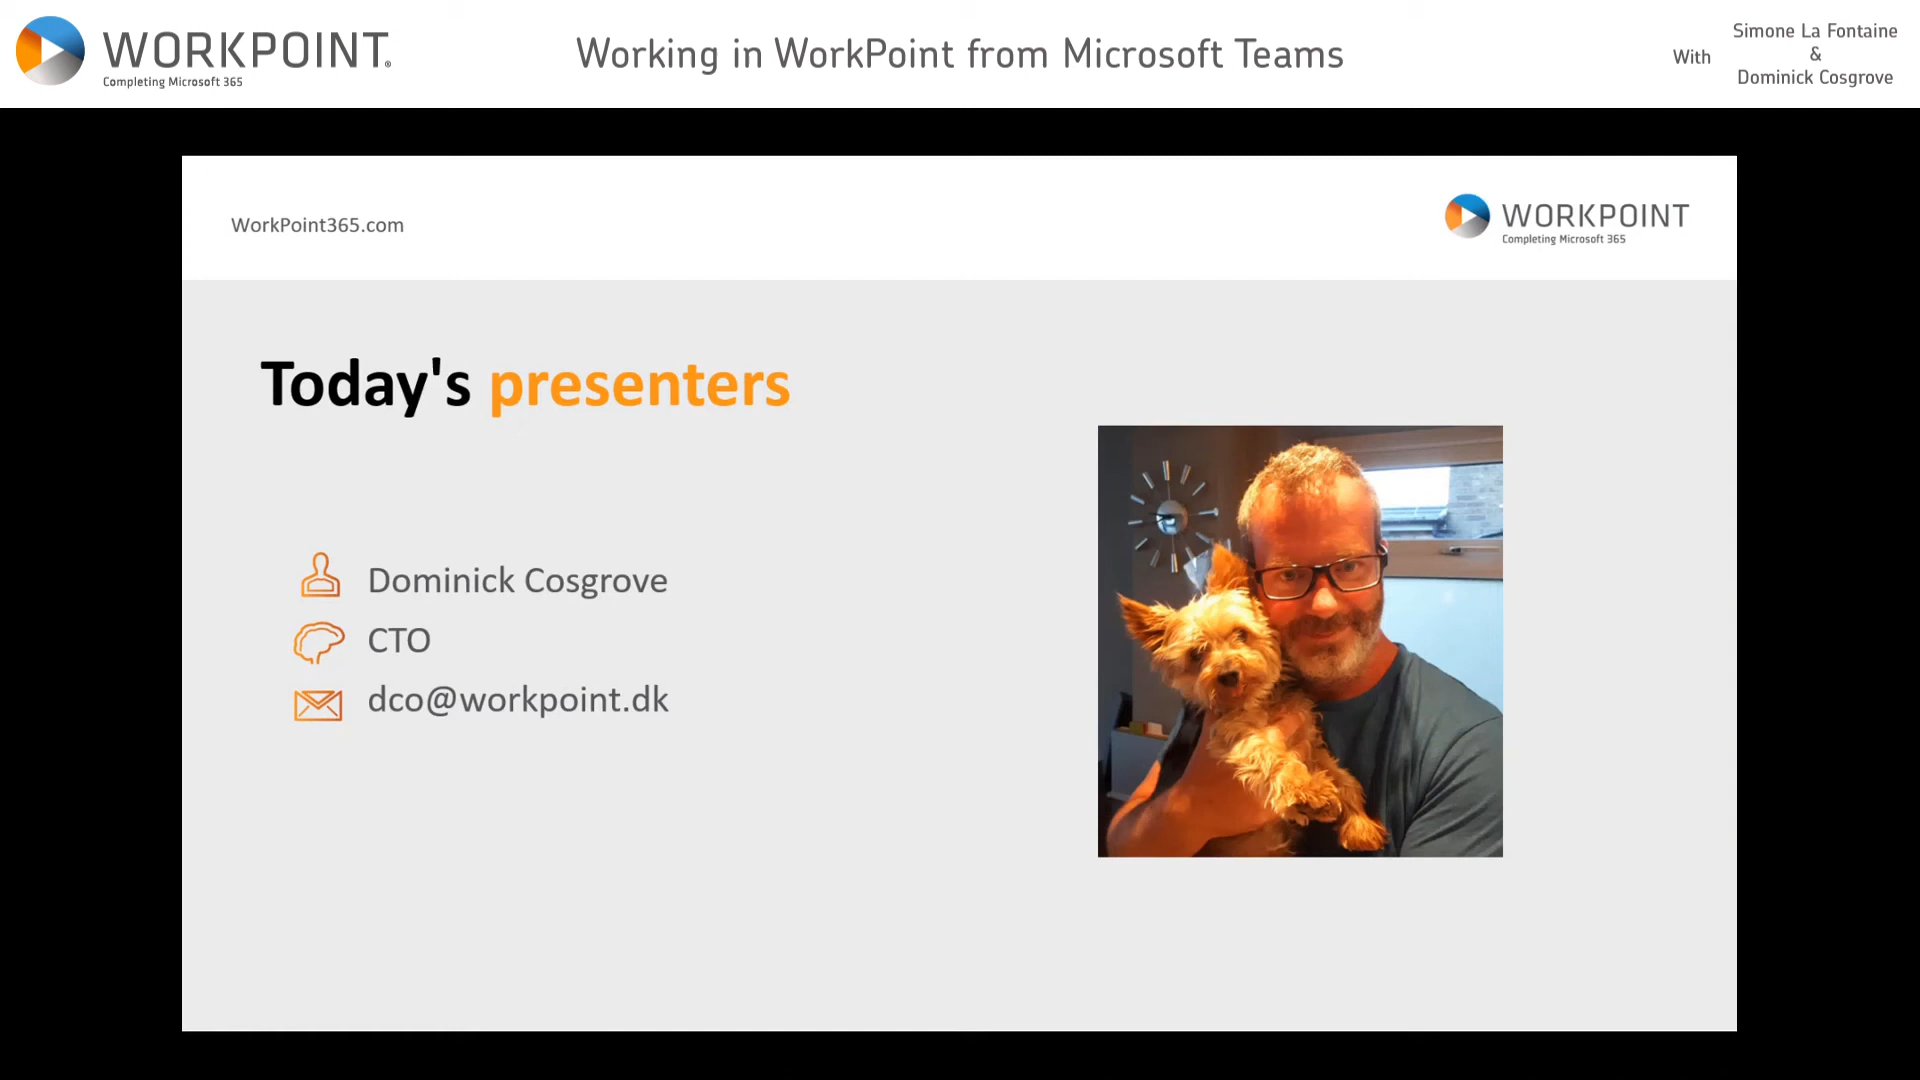 WORKPOINT®
Completing Microsoft 365
Working in WorkPoint from Microsoft Teams
With
Simone La Fontaine
&
Dominick Cosgrove
WorkPoint365.com
WORKPOINT
Completing Microsoft 365
Today's presenters
Dominick Cosgrove
CTO
dco@workpoint.dk